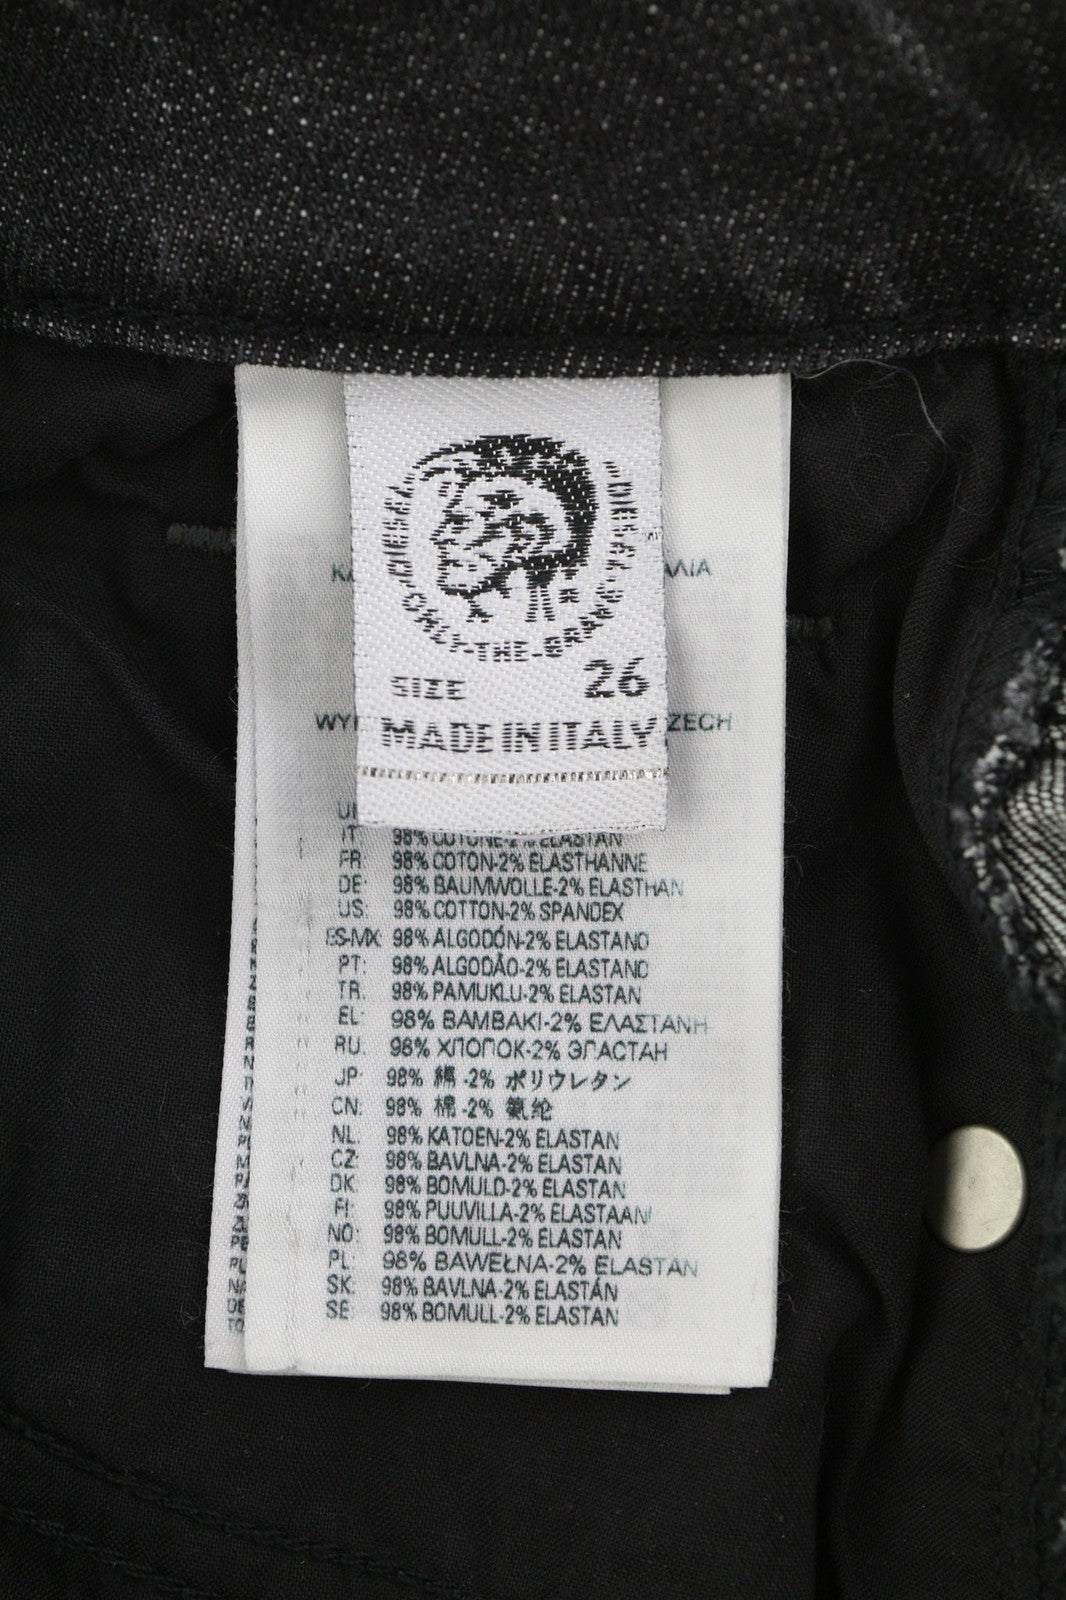 DIESEL
DIESEL
ONLY-THE-BRAVE
SIZE 26
MADE IN ITALY
ZECH
IT: 98% COTONE-2% ELASTAN
FR: 98% COTON-2% ELASTHANNE
DE: 98% BAUMWOLLE-2% ELASTHAN
US: 98% COTTON-2% SPANDEX
ES-MX: 98% ALGODÓN-2% ELASTANO
PT: 98% ALGODÃO-2% ELASTANO
TR: 98% PAMUKLU-2% ELASTAN
EL: 98% ΒΑΜΒΑΚΙ-2% ΕΛΑΣΤΑΝΗ
RU: 98% ХЛОПОК-2% ЭЛАСТАН
JP: 98% 綿 -2% ポリウレタン
CN: 98% 棉 -2% 氨纶
NL: 98% KATOEN-2% ELASTAN
CZ: 98% BAVLNA-2% ELASTAN
DK: 98% BOMULD-2% ELASTAN
FI: 98% PUUVILLA-2% ELASTAANI
NO: 98% BOMULL-2% ELASTAN
PL: 98% BAWEŁNA-2% ELASTAN
SK: 98% BAVLNA-2% ELASTÁN
SE: 98% BOMULL-2% ELASTAN